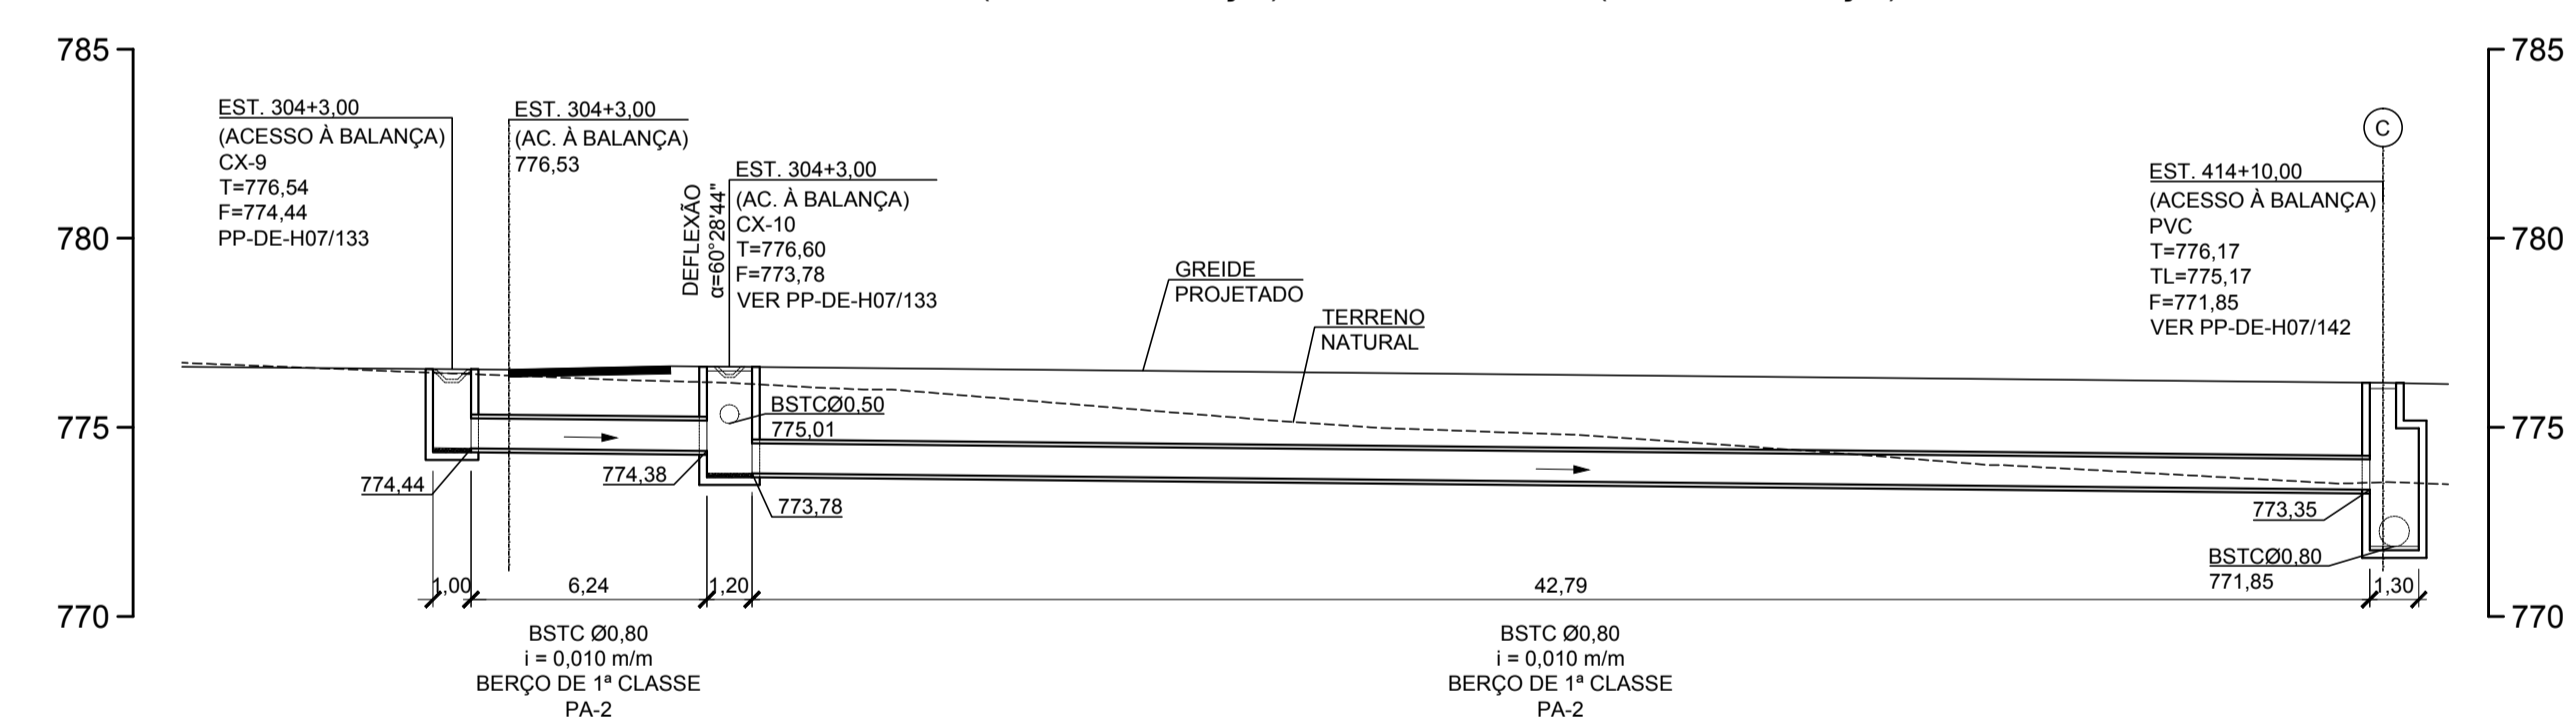 785
780
775
770
EST. 304+3,00
(ACESSO À BALANÇA)
CX-9
T=776,54
F=774,44
PP-DE-H07/133
EST. 304+3,00
(AC. À BALANÇA)
776,53
DEFLEXÃO
α=60°28'44"
EST. 304+3,00
(AC. À BALANÇA)
CX-10
T=776,60
F=773,78
VER PP-DE-H07/133
GREIDE
PROJETADO
TERRENO
NATURAL
EST. 414+10,00
(ACESSO À BALANÇA)
PVC
T=776,17
TL=775,17
F=771,85
VER PP-DE-H07/142
C
785
780
775
770
BSTCØ0,50
775,01
774,44
774,38
773,78
773,35
BSTCØ0,80
771,85
1,00
6,24
1,20
42,79
1,30
BSTC Ø0,80
i = 0,010 m/m
BERÇO DE 1ª CLASSE
PA-2
BSTC Ø0,80
i = 0,010 m/m
BERÇO DE 1ª CLASSE
PA-2